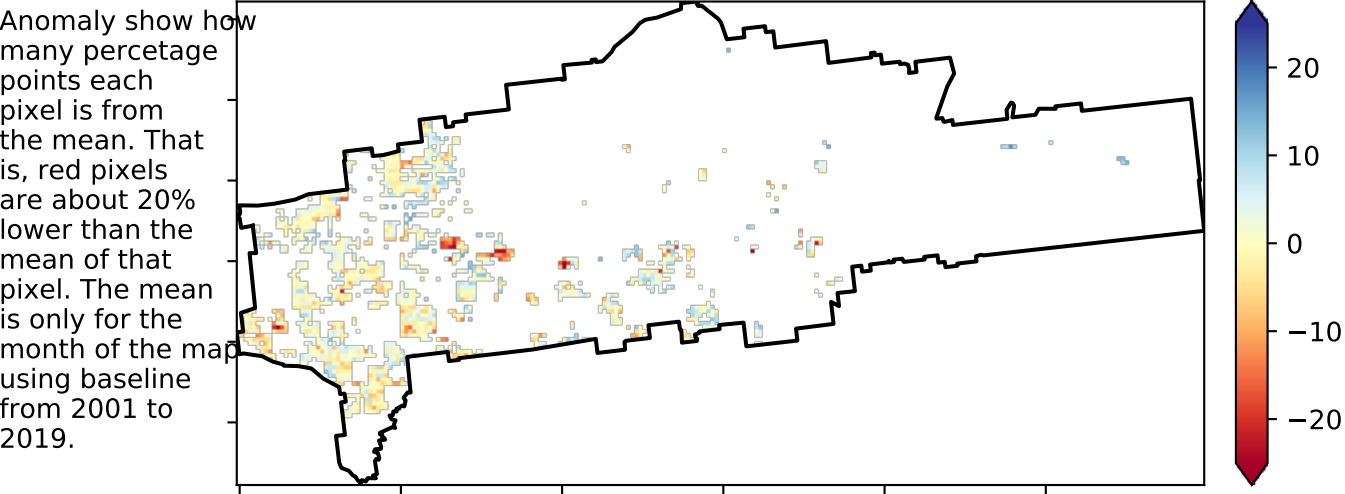 Anomaly show how
many percetage
points each
pixel is from
the mean. That
is, red pixels
are about 20%
lower than the
mean of that
pixel. The mean
is only for the
month of the map
using baseline
from 2001 to
2019.
20
10
0
−10
−20